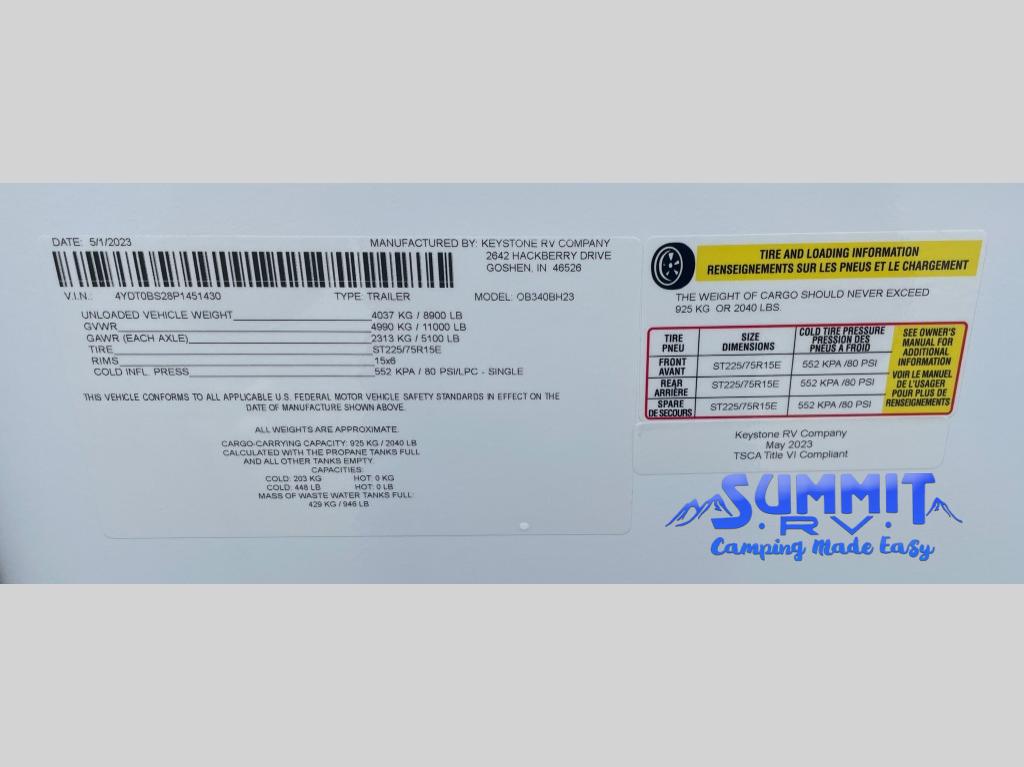 DATE: 5/1/2023
MANUFACTURED BY: KEYSTONE RV COMPANY
2642 HACKBERRY DRIVE
GOSHEN, IN 46526
V.I.N.: 4YDT0BS28P1451430 TYPE: TRAILER MODEL: OB340BH23
UNLOADED VEHICLE WEIGHT 4037 KG / 8900 LB
GVWR 4990 KG / 11000 LB
GAWR (EACH AXLE) 2313 KG / 5100 LB
TIRE ST225/75R15E
RIMS 15x6
COLD INFL. PRESS 552 KPA / 80 PSI/LPC - SINGLE
THIS VEHICLE CONFORMS TO ALL APPLICABLE U.S. FEDERAL MOTOR VEHICLE SAFETY STANDARDS IN EFFECT ON THE
DATE OF MANUFACTURE SHOWN ABOVE.
ALL WEIGHTS ARE APPROXIMATE.
CARGO-CARRYING CAPACITY: 925 KG / 2040 LB
CALCULATED WITH THE PROPANE TANKS FULL
AND ALL OTHER TANKS EMPTY.
CAPACITIES:
COLD: 203 KG HOT: 0 KG
COLD: 448 LB HOT: 0 LB
MASS OF WASTE WATER TANKS FULL:
429 KG / 946 LB
TIRE AND LOADING INFORMATION
RENSEIGNEMENTS SUR LES PNEUS ET LE CHARGEMENT
THE WEIGHT OF CARGO SHOULD NEVER EXCEED
925 KG OR 2040 LBS.
TIRE
PNEU
SIZE
DIMENSIONS
COLD TIRE PRESSURE
PRESSION DES
PNEUS A FROID
FRONT
AVANT
ST225/75R15E
552 KPA /80 PSI
REAR
ARRIÈRE
ST225/75R15E
552 KPA /80 PSI
SPARE
DE SECOURS
ST225/75R15E
552 KPA /80 PSI
SEE OWNER'S
MANUAL FOR
ADDITIONAL
INFORMATION
VOIR LE MANUEL
DE L'USAGER
POUR PLUS DE
RENSEIGNEMENTS
Keystone RV Company
May 2023
TSCA Title VI Compliant
SUMMIT
RV
Camping Made Easy